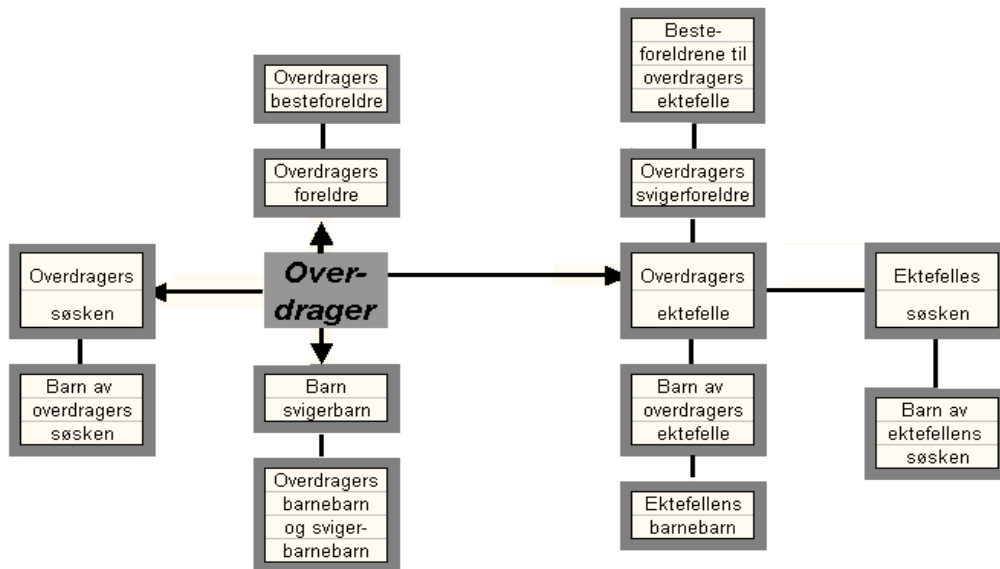 Overdragers
besteforeldre
Beste-
foreldrene til
overdragers
ektefelle
Overdragers
foreldre
Overdragers
svigerforeldre
Overdragers
søsken
Over-
drager
Overdragers
ektefelle
Ektefelles
søsken
Barn av
overdragers
søsken
Barn
svigerbarn
Barn av
overdragers
ektefelle
Barn av
ektefellens
søsken
Overdragers
barnebarn
og sviger-
barnebarn
Ektefellens
barnebarn